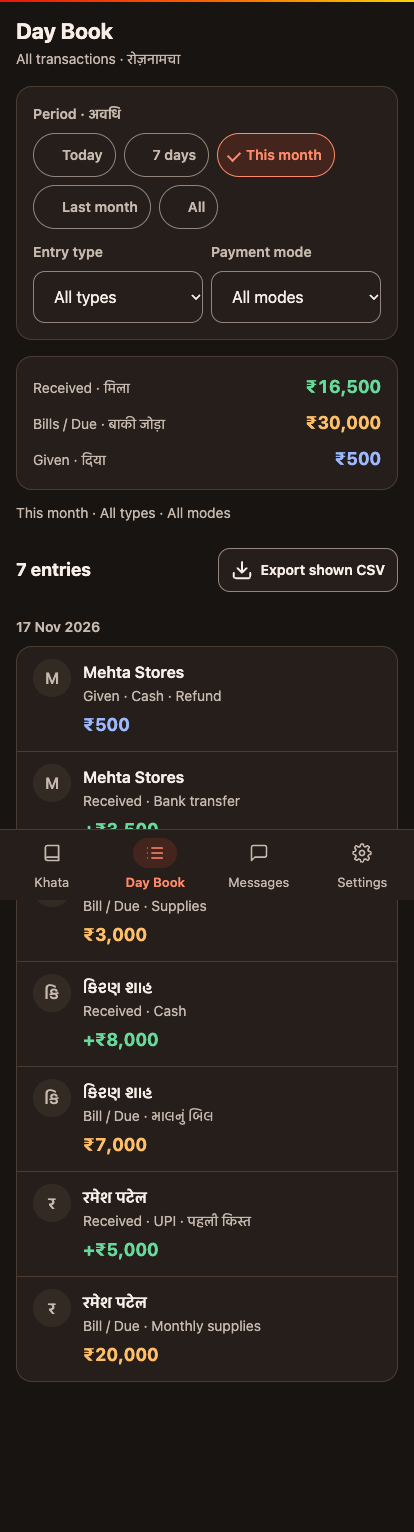 Day Book
All transactions · रोज़नामचा
Period · अवधि
Today
7 days
This month
Last month
All
Entry type
Payment mode
All types
All modes
Received · मिला
₹16,500
Bills / Due · बाकी जोड़ा
₹30,000
Given · दिया
₹500
This month · All types · All modes
7 entries
Export shown CSV
17 Nov 2026
M
Mehta Stores
Given · Cash · Refund
₹500
M
Mehta Stores
Received · Bank transfer
+₹3,500
Khata
Day Book
Messages
Settings
Bill / Due · Supplies
₹3,000
કિ
કિરણ શાહ
Received · Cash
+₹8,000
કિ
કિરણ શાહ
Bill / Due · માલનું બિલ
₹7,000
र
रमेश पटेल
Received · UPI · पहली किस्त
+₹5,000
र
रमेश पटेल
Bill / Due · Monthly supplies
₹20,000